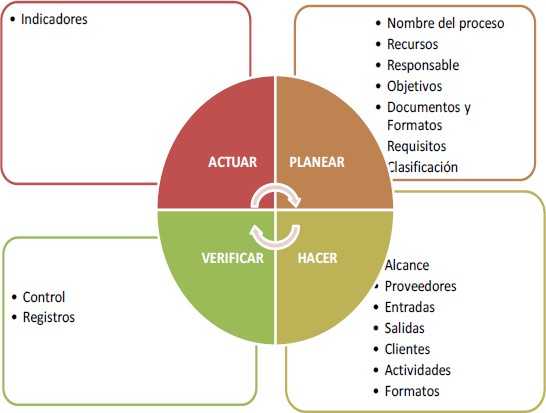 • Indicadores
• Nombre del proceso
• Recursos
• Responsable
• Objetivos
• Documentos y
Formatos
Requisitos
Clasificación
ACTUAR
PLANEAR
VERIFICAR
HACER
• Control
• Registros
Alcance
• Proveedores
• Entradas
• Salidas
• Clientes
• Actividades
• Formatos